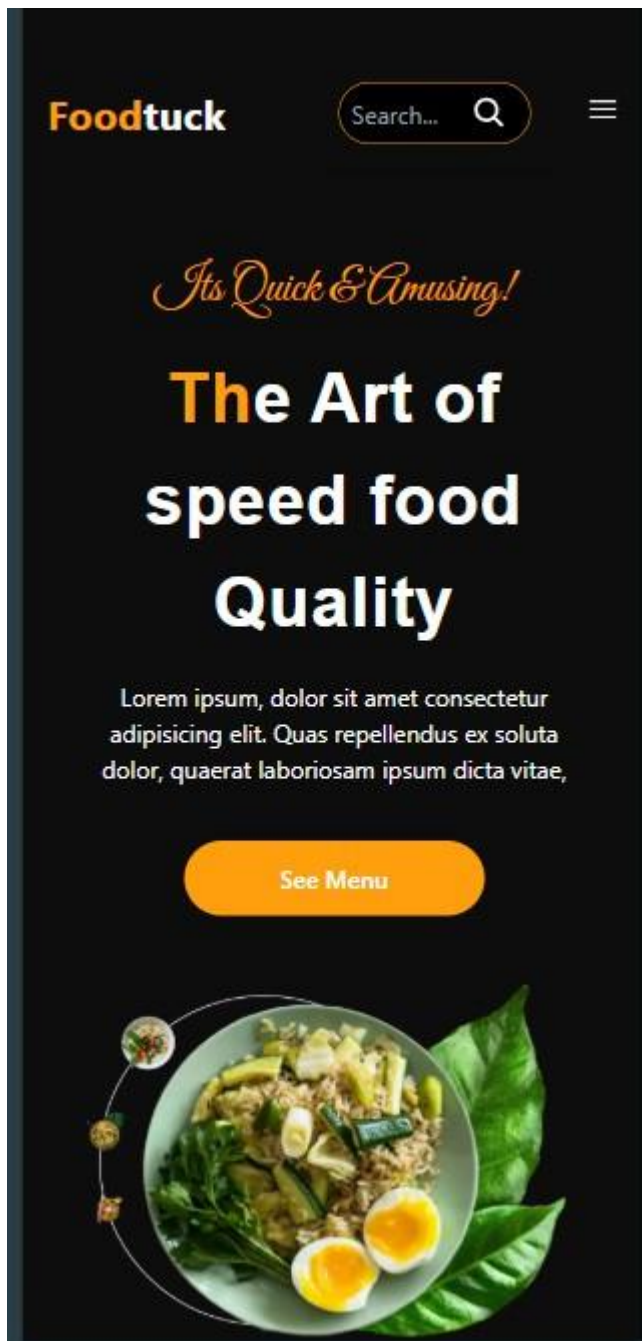 Foodtuck
Search...
Its Quick & Amusing!
The Art of
speed food
Quality
Lorem ipsum, dolor sit amet consectetur
adipisicing elit. Quas repellendus ex soluta
dolor, quaerat laboriosam ipsum dicta vitae,
See Menu